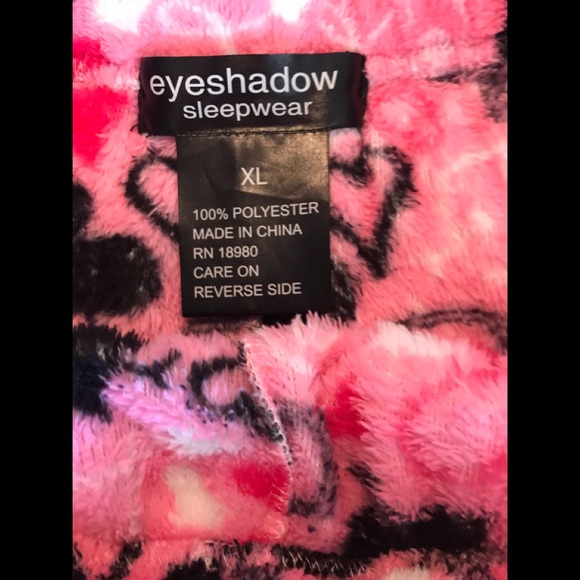 eyeshadow
sleepwear
XL
100% POLYESTER
MADE IN CHINA
RN 18980
CARE ON
REVERSE SIDE